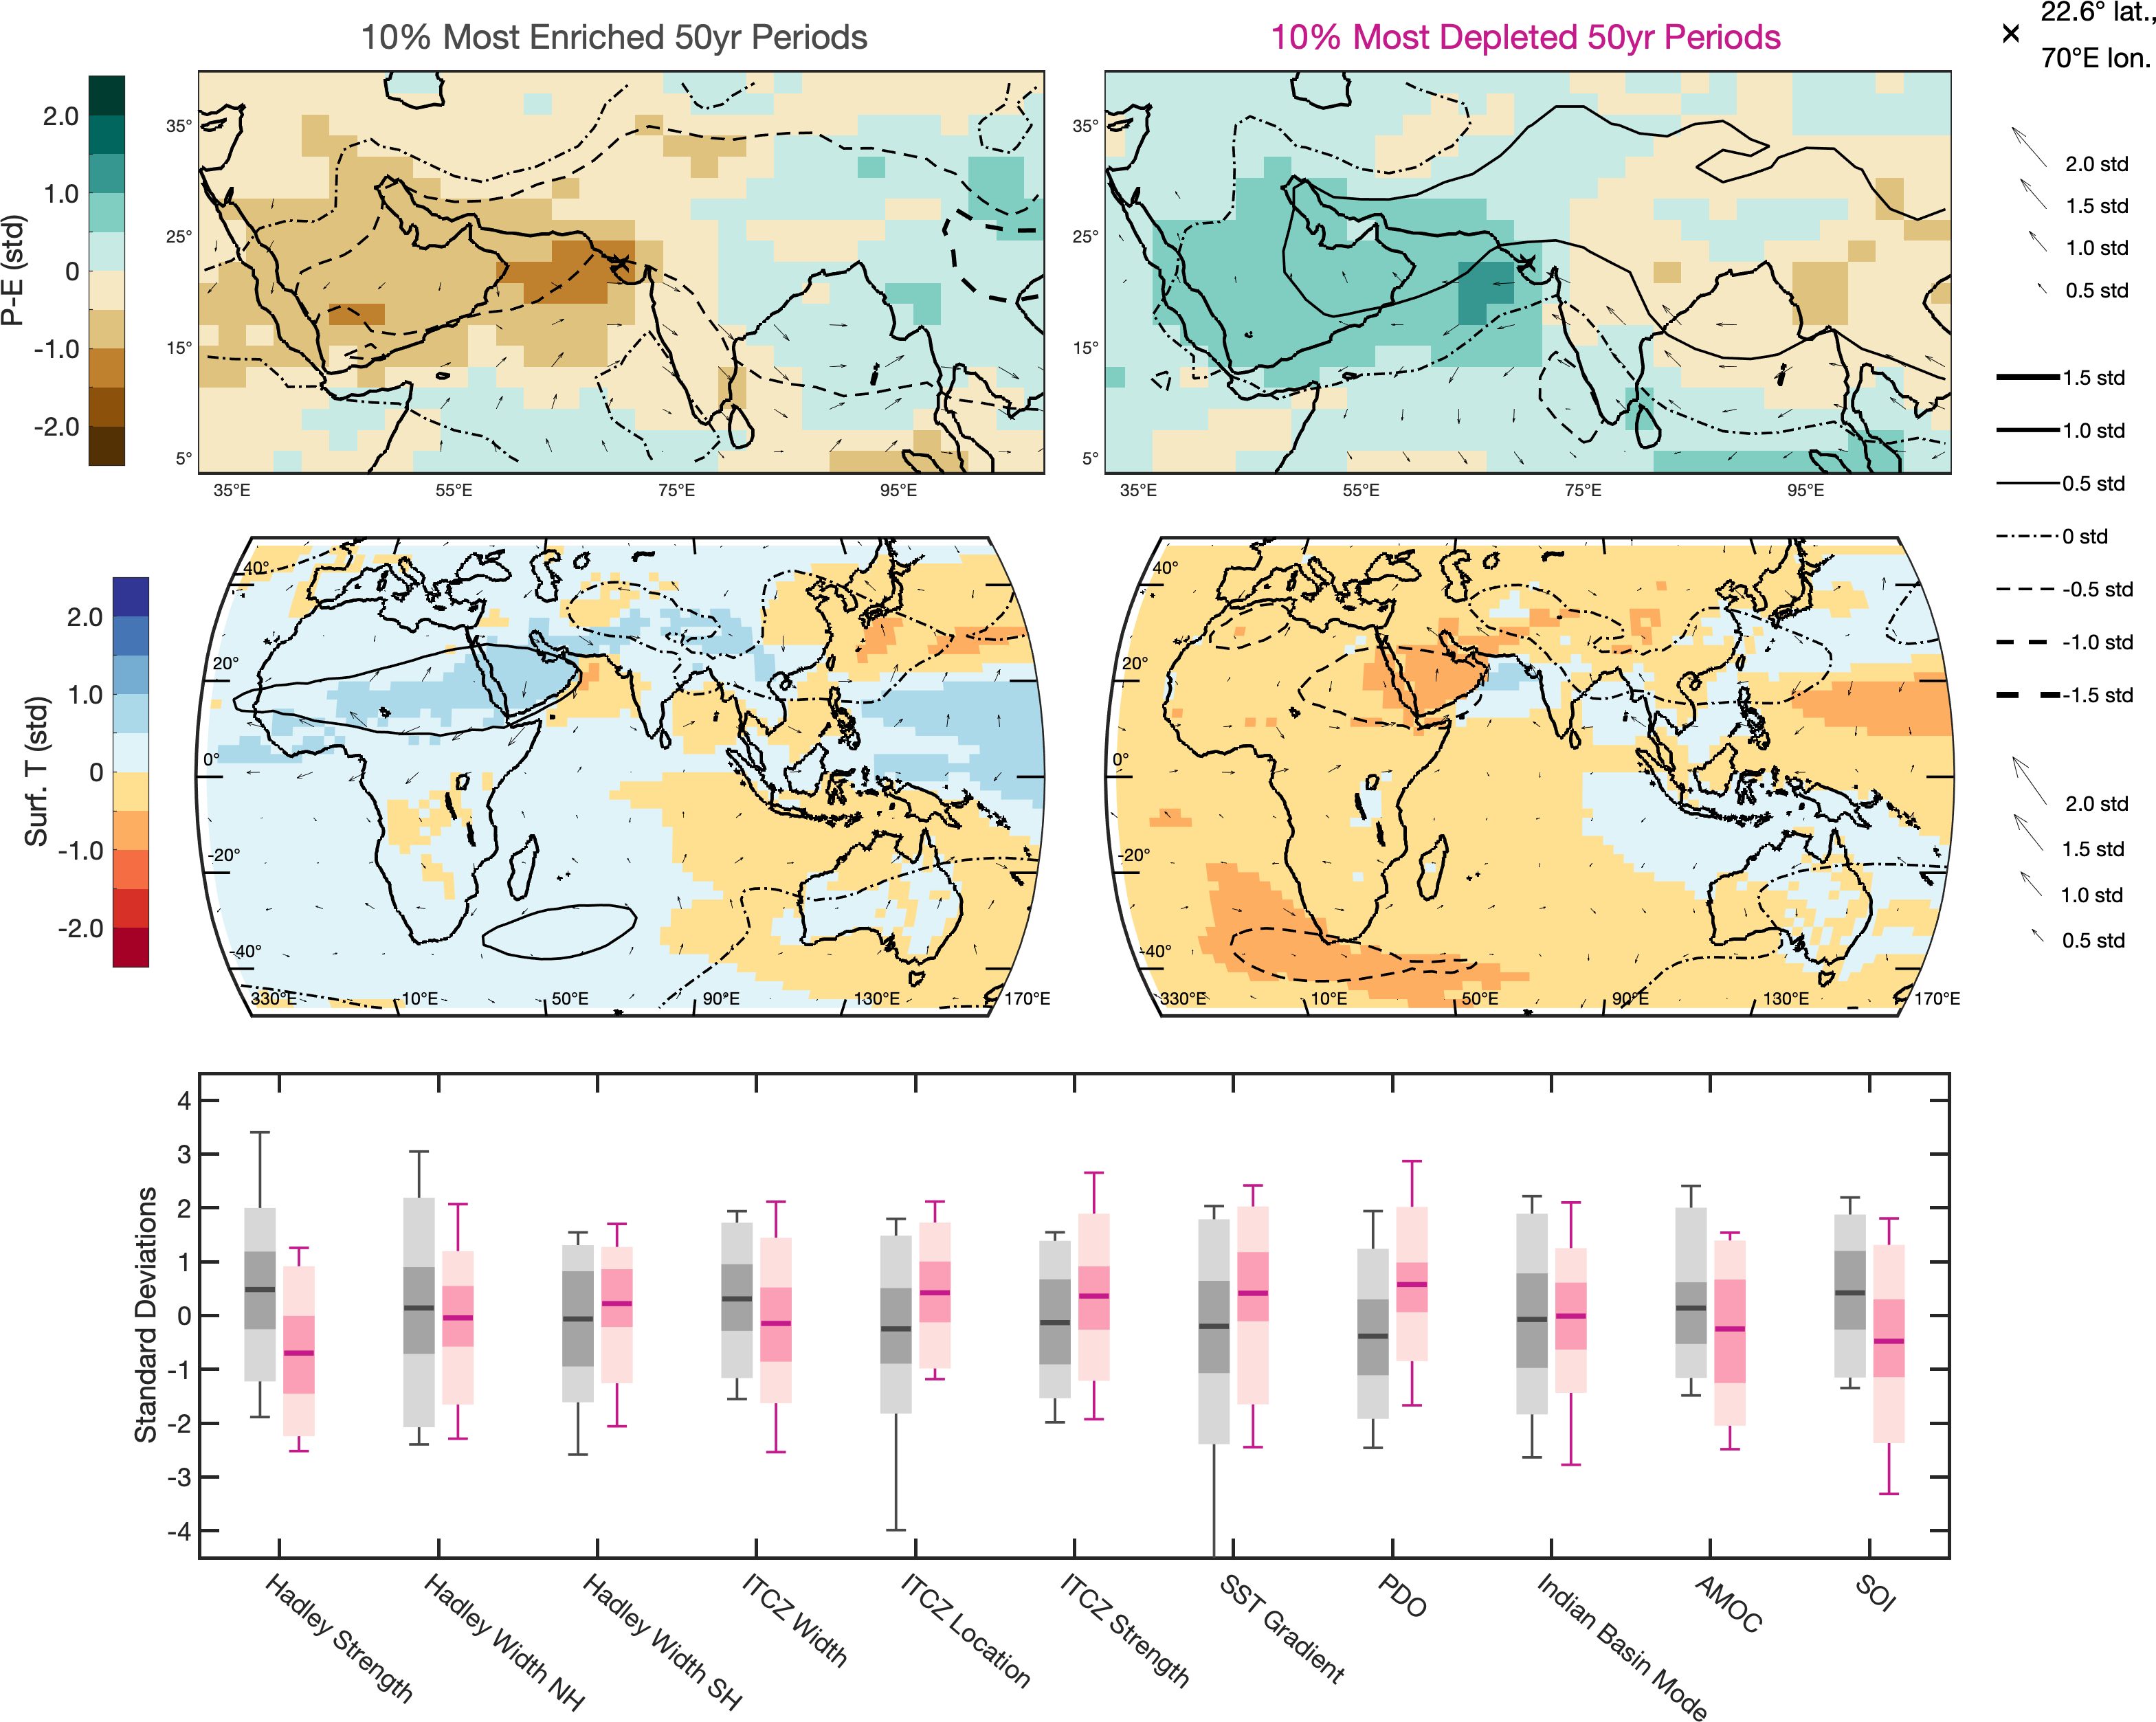 10% Most Enriched 50yr Periods
10% Most Depleted 50yr Periods
22.6° lat.,
70°E lon.
P-E (std)
2.0
1.0
0
-1.0
-2.0
35°
25°
15°
5°
35°E
55°E
75°E
95°E
35°
25°
15°
5°
35°E
55°E
75°E
95°E
2.0 std
1.5 std
1.0 std
0.5 std
1.5 std
1.0 std
0.5 std
0 std
-0.5 std
-1.0 std
-1.5 std
2.0 std
1.5 std
1.0 std
0.5 std
Surf. T (std)
2.0
1.0
0
-1.0
-2.0
40°
20°
0°
-20°
-40°
330°E
10°E
50°E
90°E
130°E
170°E
40°
20°
0°
-20°
-40°
330°E
10°E
50°E
90°E
130°E
170°E
Standard Deviations
4
3
2
1
0
-1
-2
-3
-4
Hadley Strength
Hadley Width NH
Hadley Width SH
ITCZ Width
ITCZ Location
ITCZ Strength
SST Gradient
PDO
Indian Basin Mode
AMOC
SOI